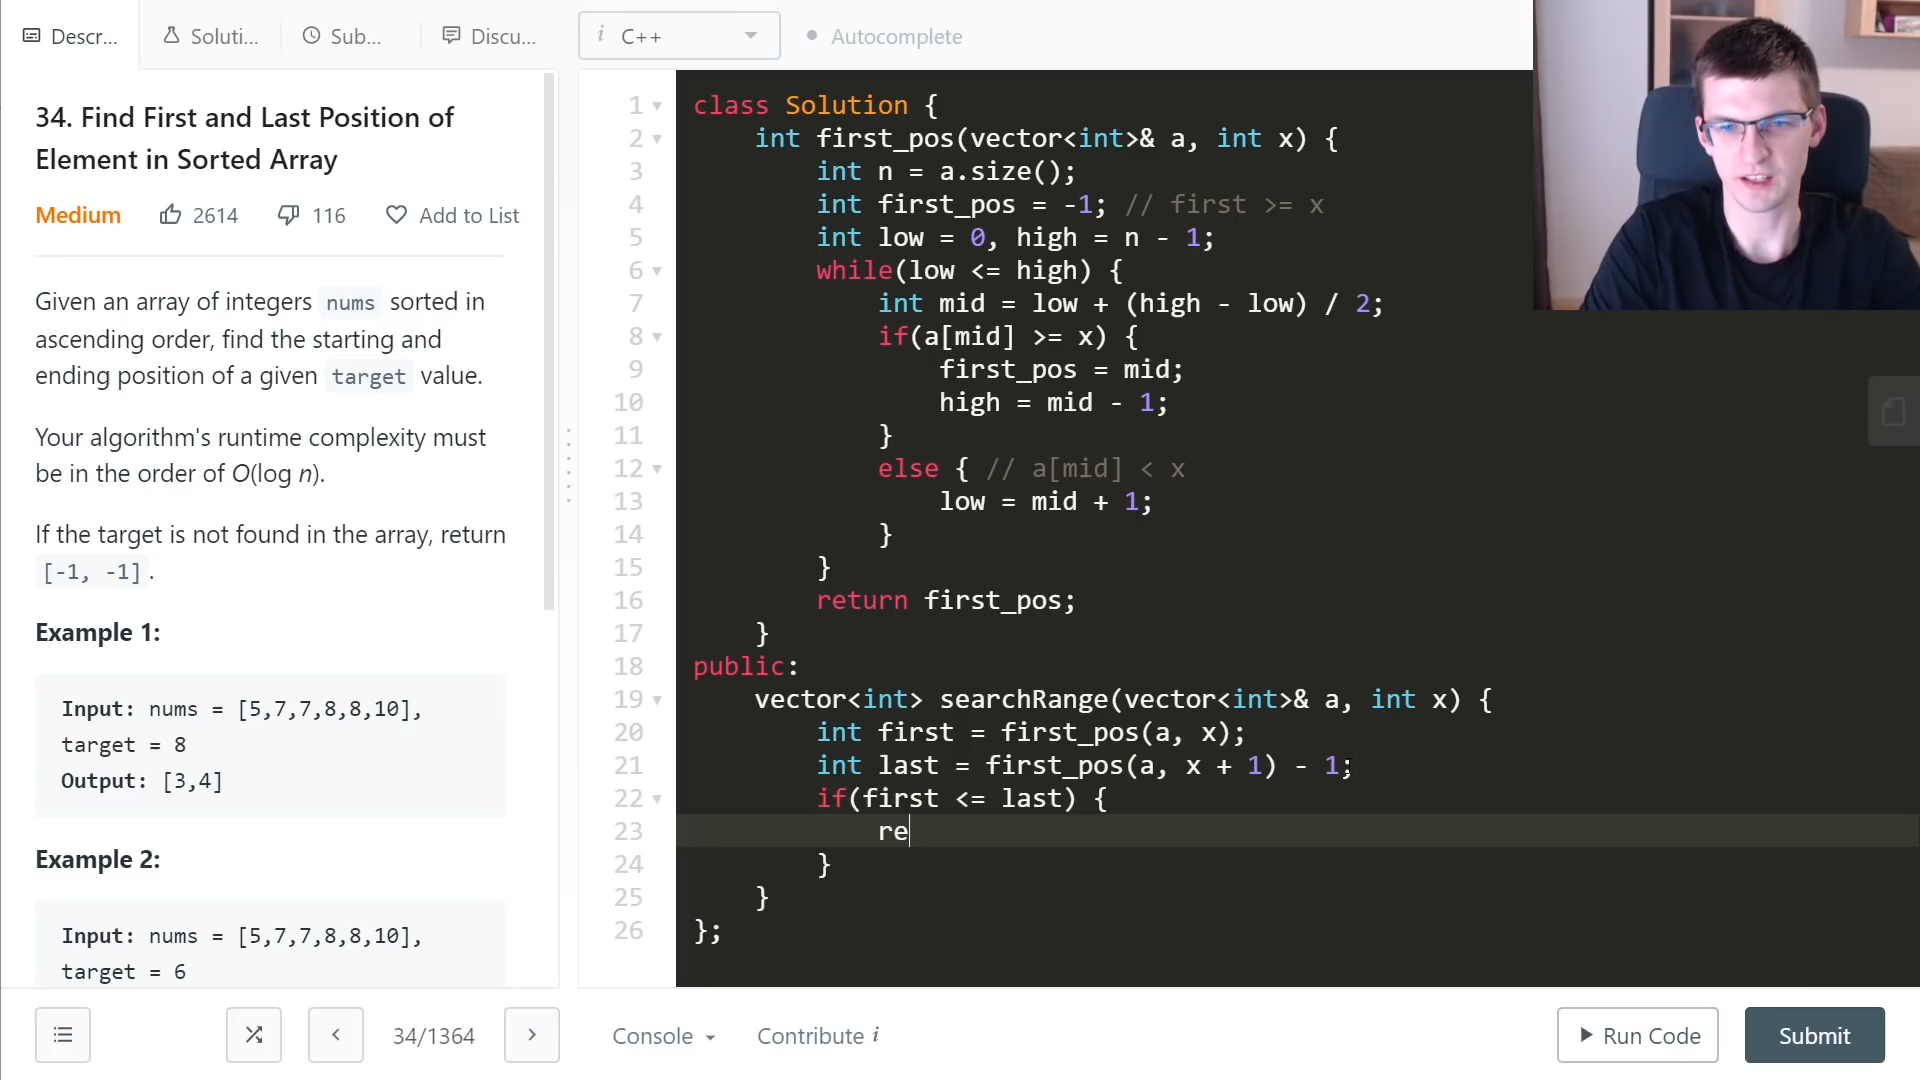 Descr...
Soluti...
Sub...
Discu...
i C++
Autocomplete
34. Find First and Last Position of
Element in Sorted Array
Medium 2614 116 Add to List
Given an array of integers nums sorted in
ascending order, find the starting and
ending position of a given target value.
Your algorithm's runtime complexity must
be in the order of O(log n).
If the target is not found in the array, return
[-1, -1] .
Example 1:
Input: nums = [5,7,7,8,8,10],
target = 8
Output: [3,4]
Example 2:
Input: nums = [5,7,7,8,8,10],
target = 6
1 class Solution {
2 int first_pos(vector<int>& a, int x) {
3 int n = a.size();
4 int first_pos = -1; // first >= x
5 int low = 0, high = n - 1;
6 while(low <= high) {
7 int mid = low + (high - low) / 2;
8 if(a[mid] >= x) {
9 first_pos = mid;
10 high = mid - 1;
11 }
12 else { // a[mid] < x
13 low = mid + 1;
14 }
15 }
16 return first_pos;
17 }
18 public:
19 vector<int> searchRange(vector<int>& a, int x) {
20 int first = first_pos(a, x);
21 int last = first_pos(a, x + 1) - 1;
22 if(first <= last) {
23 re
24 }
25 }
26 };
34/1364
Console
Contribute i
Run Code
Submit